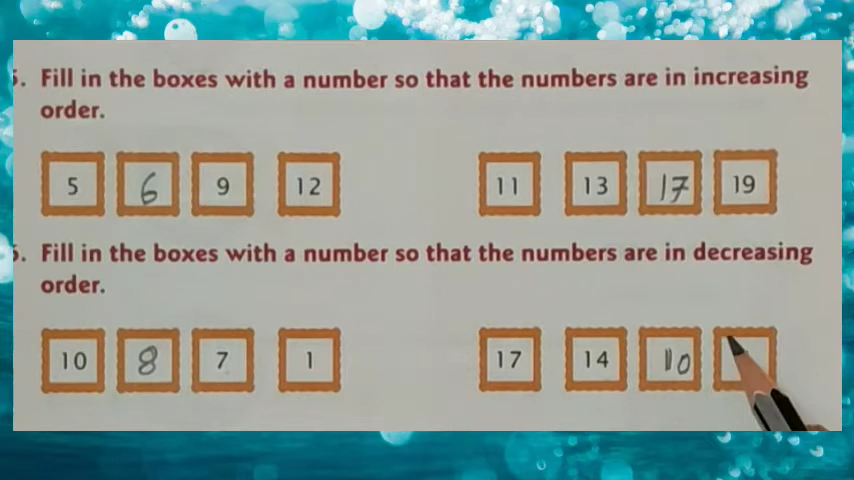 5. Fill in the boxes with a number so that the numbers are in increasing
order.
5 6 9 12 11 13 17 19
Fill in the boxes with a number so that the numbers are in decreasing
order.
10 8 7 1 17 14 10